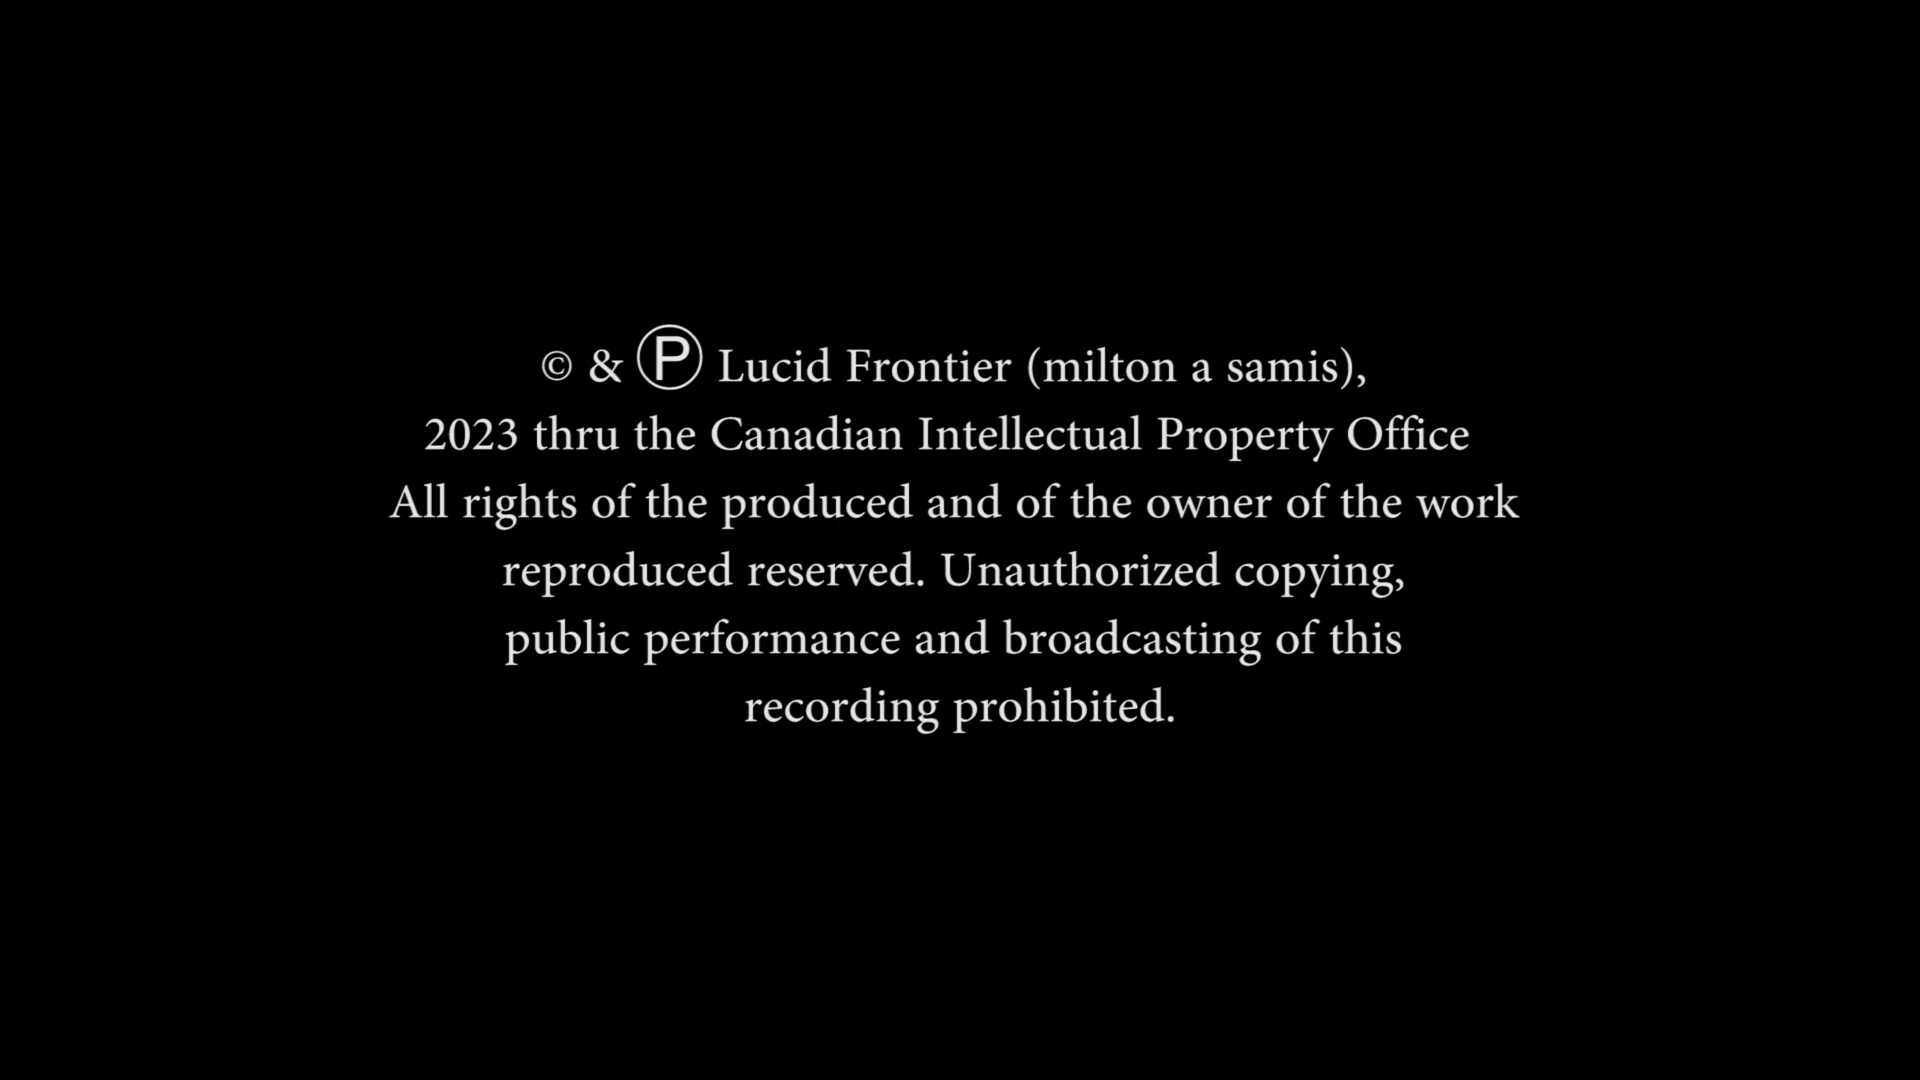 © & ℗ Lucid Frontier (milton a samis),
2023 thru the Canadian Intellectual Property Office
All rights of the produced and of the owner of the work
reproduced reserved. Unauthorized copying,
public performance and broadcasting of this
recording prohibited.